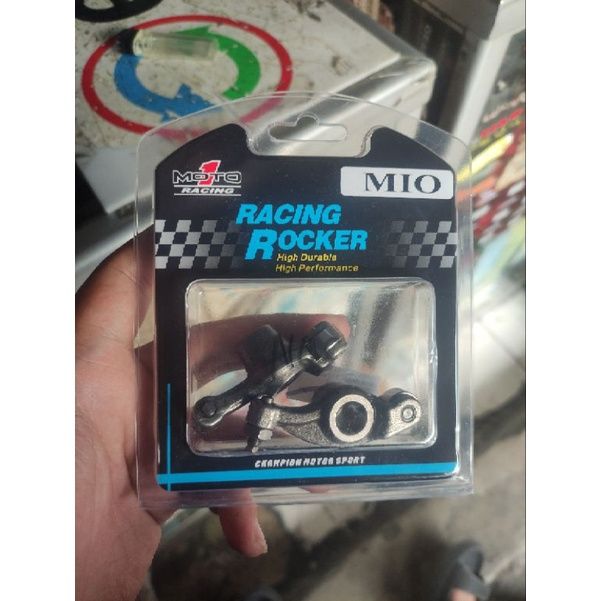 1
MOTO
RACING
MIO
RACING
ROCKER
High Durable
High Performance
CHAMPION MOTOR SPORT